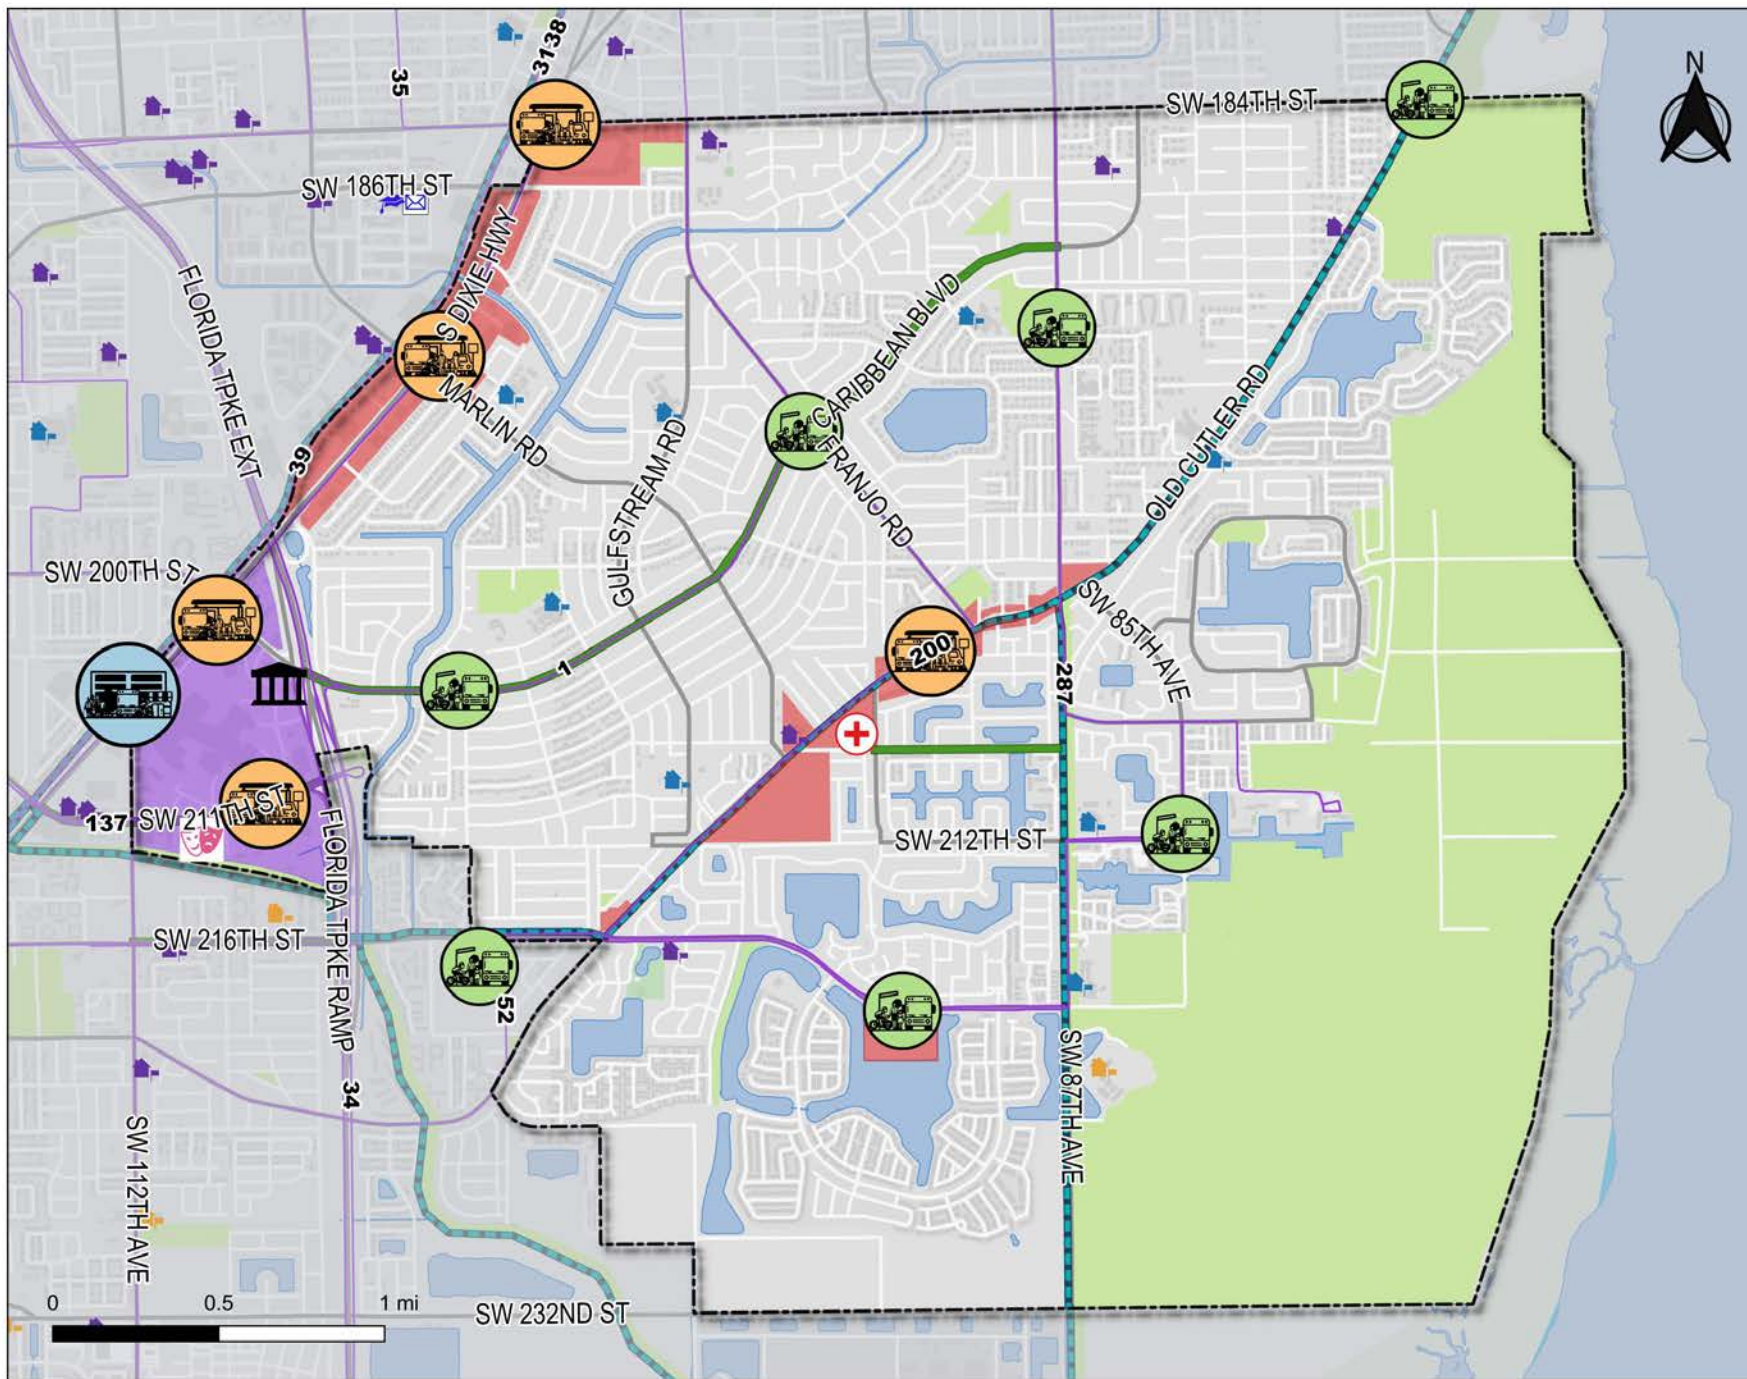 N
3138
35
SW 184TH ST
SW 186TH ST
S DIXIE HWY
FLORIDA TPKE EXT
CARIBBEAN BLVD
MARLIN RD
OLD CUTLER RD
39
GULFSTREAM RD
FRANJO RD
SW 200TH ST
SW 85TH AVE
200
1
287
137
SW 211TH ST
SW 212TH ST
FLORIDA TPKE RAMP
SW 216TH ST
52
34
SW 87TH AVE
SW 112TH AVE
0 0.5 1 mi
SW 232ND ST